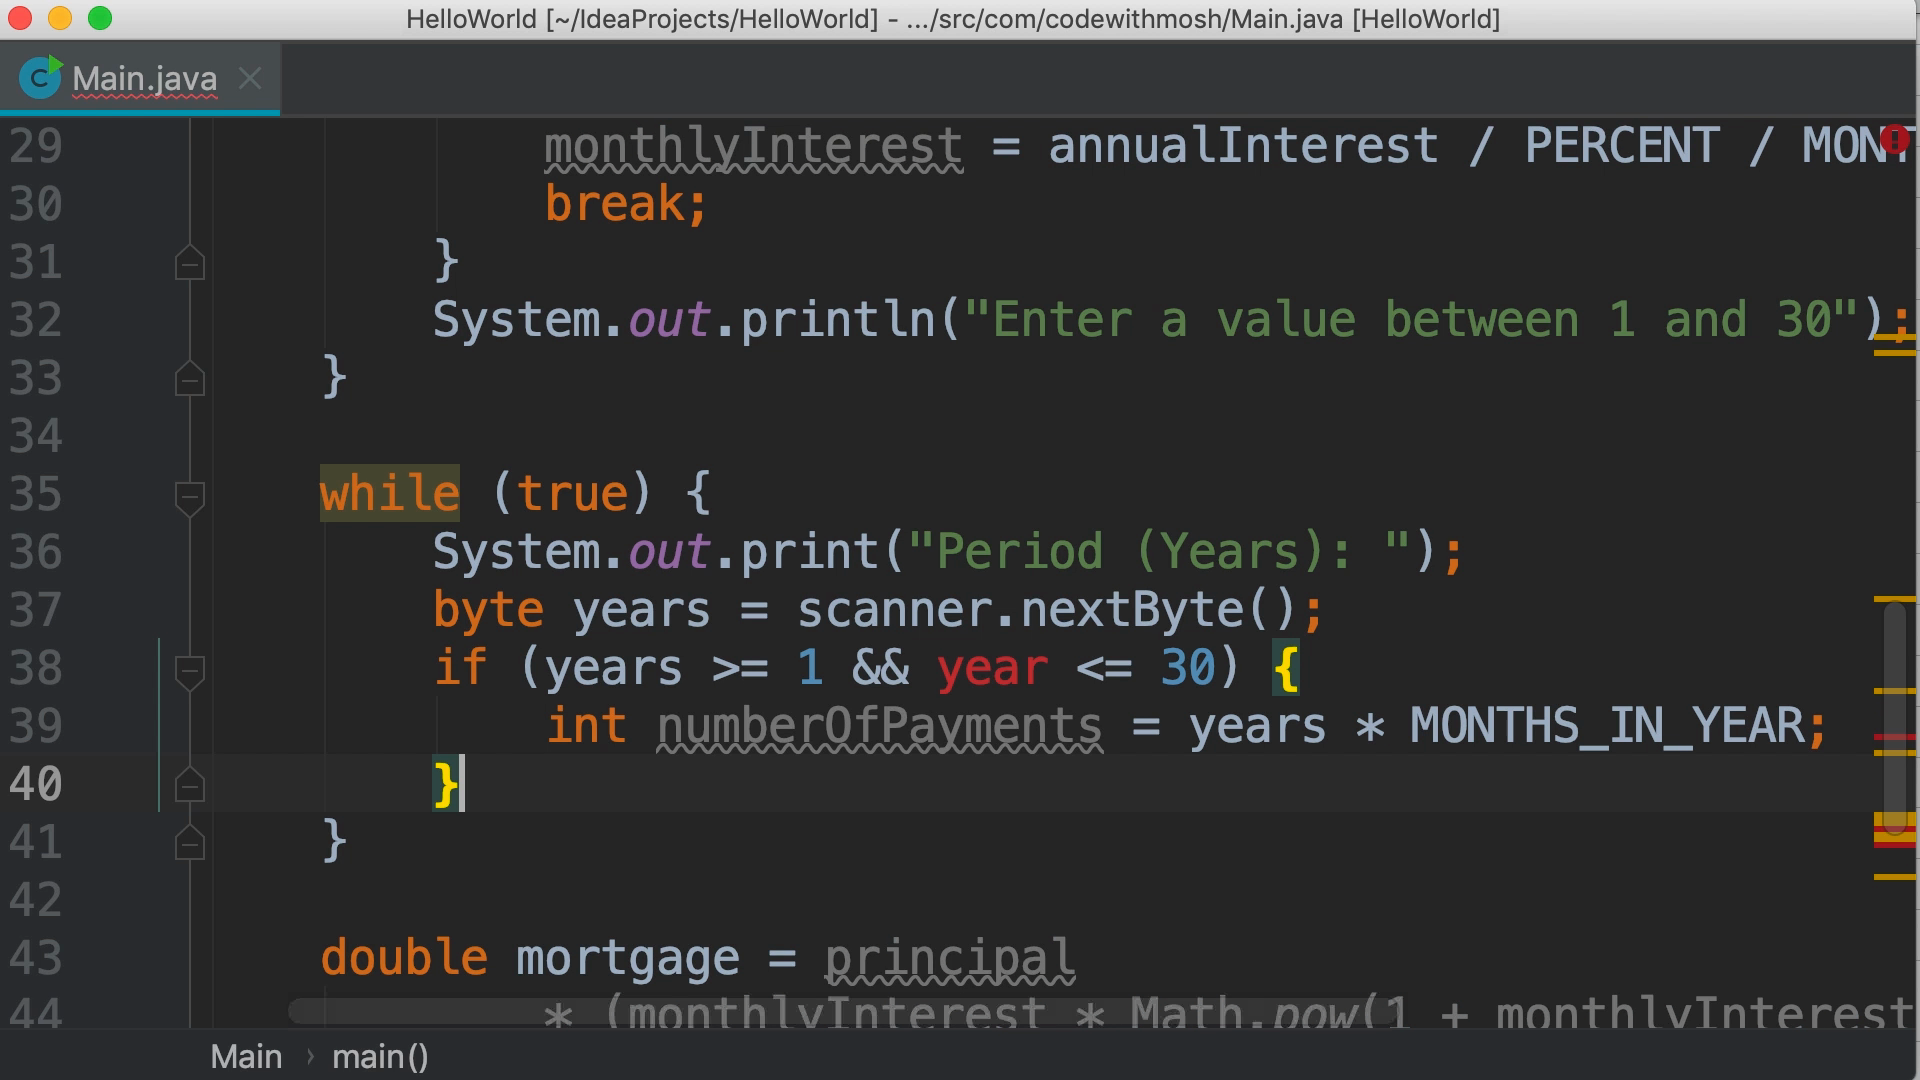 HelloWorld [~/IdeaProjects/HelloWorld] - .../src/com/codewithmosh/Main.java [HelloWorld]
C Main.java
29 monthlyInterest = annualInterest / PERCENT / MONT
30 break;
31 }
32 System.out.println("Enter a value between 1 and 30");
33 }
34
35 while (true) {
36 System.out.print("Period (Years): ");
37 byte years = scanner.nextByte();
38 if (years >= 1 && year <= 30) {
39 int numberOfPayments = years * MONTHS_IN_YEAR;
40 }
41 }
42
43 double mortgage = principal
44 * (monthlyInterest * Math.pow(1 + monthlyInterest
Main › main()